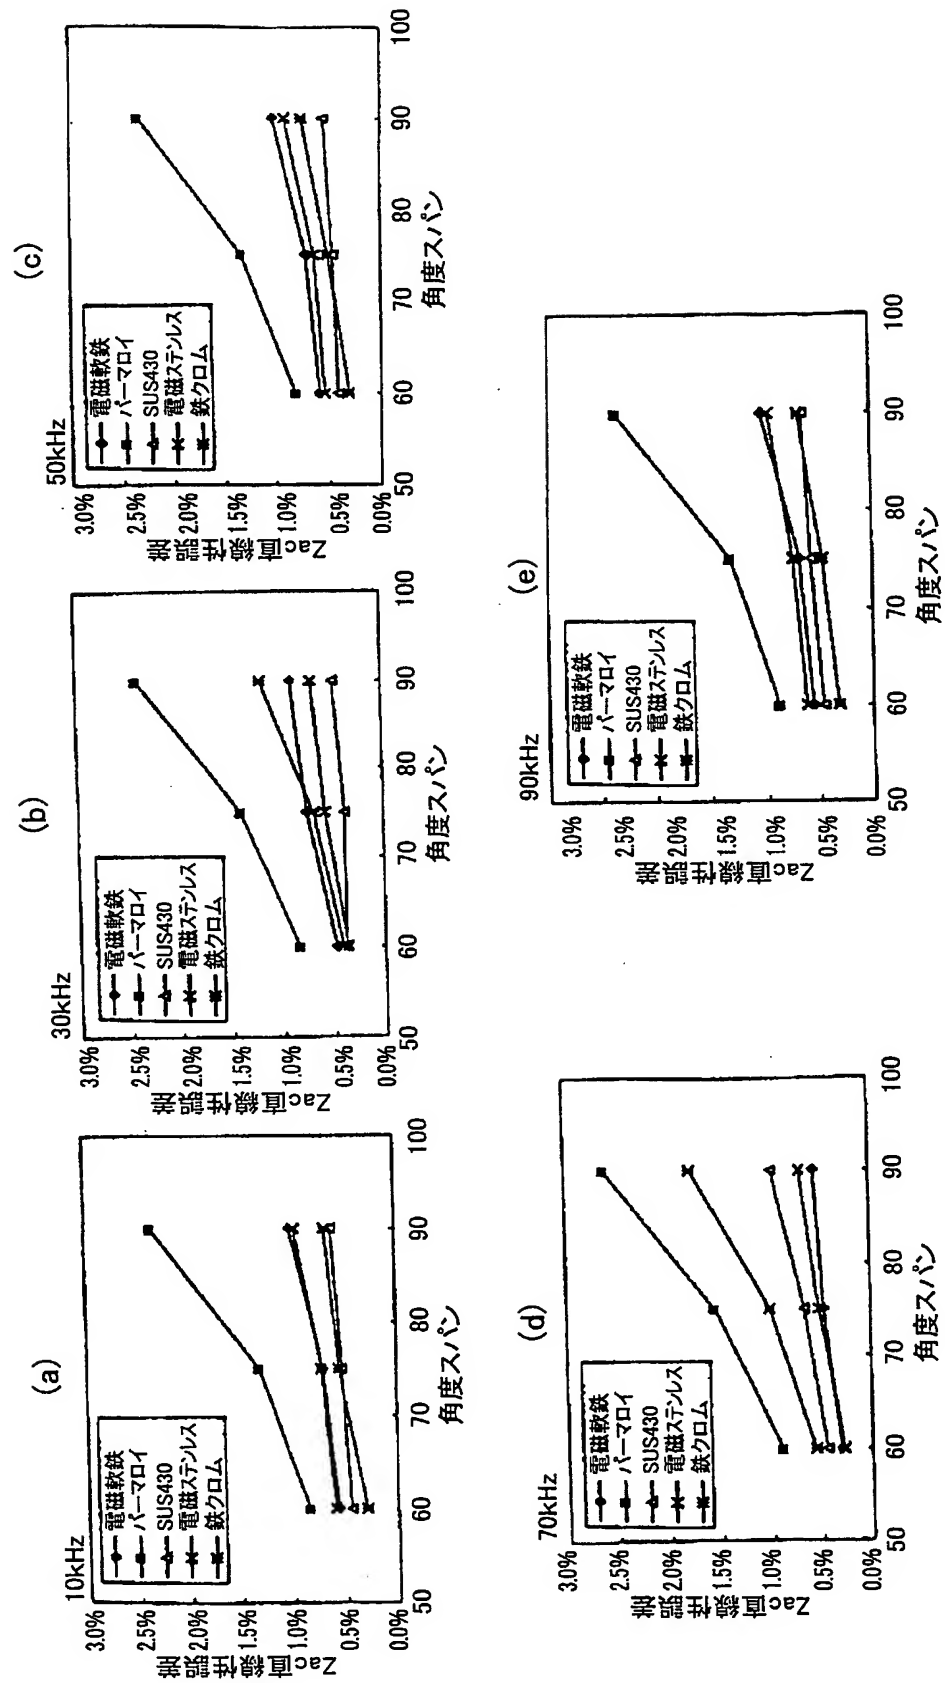 (a)
10kHz
Zac直線性誤差
3.0%
2.5%
2.0%
1.5%
1.0%
0.5%
0.0%
電磁軟鉄
パーマロイ
SUS430
電磁ステンレス
鉄クロム
50
60
70
80
90
100
角度スパン
(b)
30kHz
Zac直線性誤差
3.0%
2.5%
2.0%
1.5%
1.0%
0.5%
0.0%
電磁軟鉄
パーマロイ
SUS430
電磁ステンレス
鉄クロム
50
60
70
80
90
100
角度スパン
(c)
50kHz
Zac直線性誤差
3.0%
2.5%
2.0%
1.5%
1.0%
0.5%
0.0%
電磁軟鉄
パーマロイ
SUS430
電磁ステンレス
鉄クロム
50
60
70
80
90
100
角度スパン
(d)
70kHz
Zac直線性誤差
3.0%
2.5%
2.0%
1.5%
1.0%
0.5%
0.0%
電磁軟鉄
パーマロイ
SUS430
電磁ステンレス
鉄クロム
50
60
70
80
90
100
角度スパン
(e)
90kHz
Zac直線性誤差
3.0%
2.5%
2.0%
1.5%
1.0%
0.5%
0.0%
電磁軟鉄
パーマロイ
SUS430
電磁ステンレス
鉄クロム
50
60
70
80
90
100
角度スパン